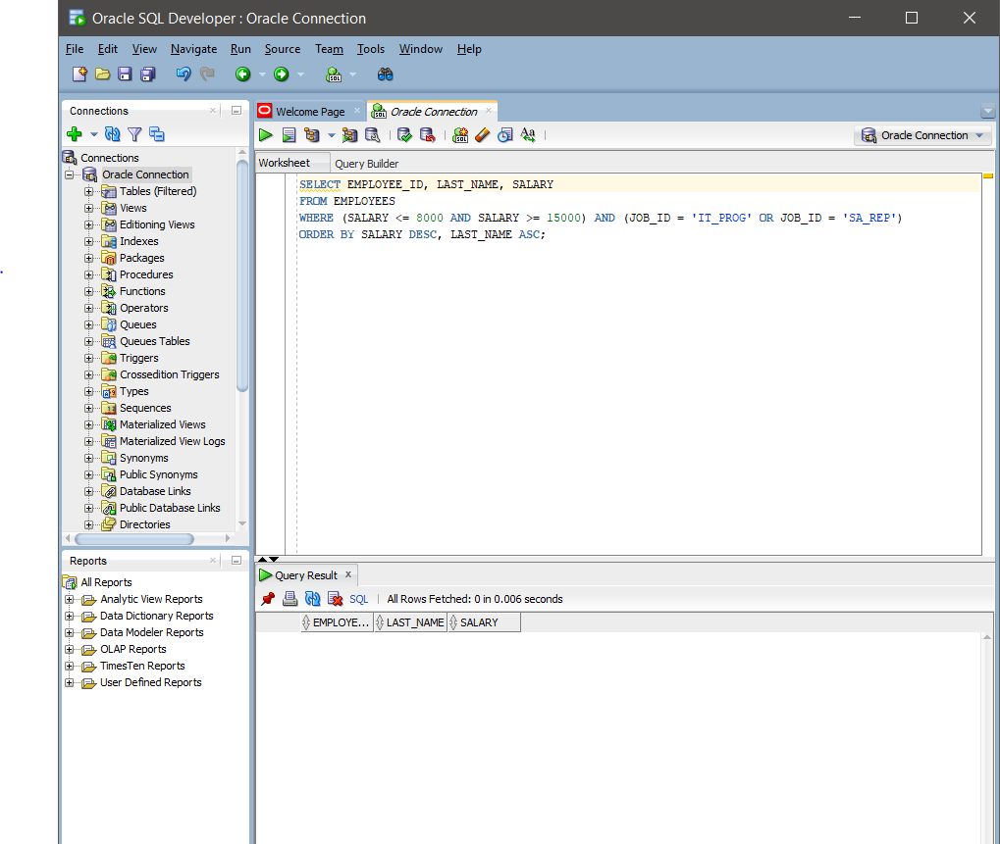 Oracle SQL Developer : Oracle Connection
File Edit View Navigate Run Source Team Tools Window Help
Connections
Connections
Oracle Connection
Tables (Filtered)
Views
Editioning Views
Indexes
Packages
Procedures
Functions
Operators
Queues
Queues Tables
Triggers
Crossedition Triggers
Types
Sequences
Materialized Views
Materialized View Logs
Synonyms
Public Synonyms
Database Links
Public Database Links
Directories
Reports
All Reports
Analytic View Reports
Data Dictionary Reports
Data Modeler Reports
OLAP Reports
TimesTen Reports
User Defined Reports
Welcome Page Oracle Connection
Oracle Connection
Worksheet Query Builder
SELECT EMPLOYEE_ID, LAST_NAME, SALARY
FROM EMPLOYEES
WHERE (SALARY <= 8000 AND SALARY >= 15000) AND (JOB_ID = 'IT_PROG' OR JOB_ID = 'SA_REP')
ORDER BY SALARY DESC, LAST_NAME ASC;
Query Result
SQL | All Rows Fetched: 0 in 0.006 seconds
EMPLOYE... LAST_NAME SALARY